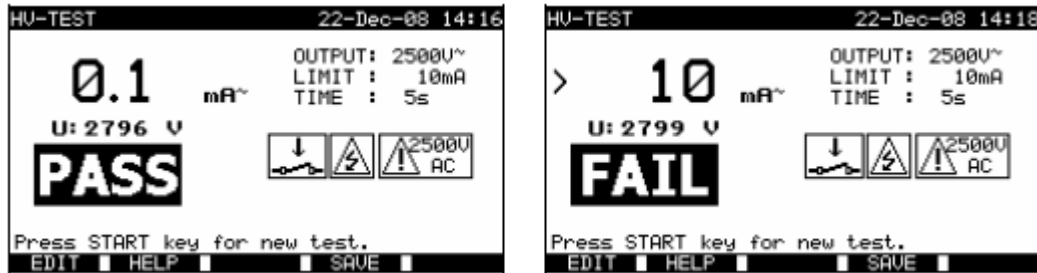 HV-TEST 22-Dec-08 14:16
0.1 mA~
OUTPUT: 2500V~
LIMIT : 10mA
TIME : 5s
U: 2796 V
PASS
2500V
AC
Press START key for new test.
EDIT HELP SAVE
HV-TEST 22-Dec-08 14:18
> 10 mA~
OUTPUT: 2500V~
LIMIT : 10mA
TIME : 5s
U: 2799 V
FAIL
2500V
AC
Press START key for new test.
EDIT HELP SAVE